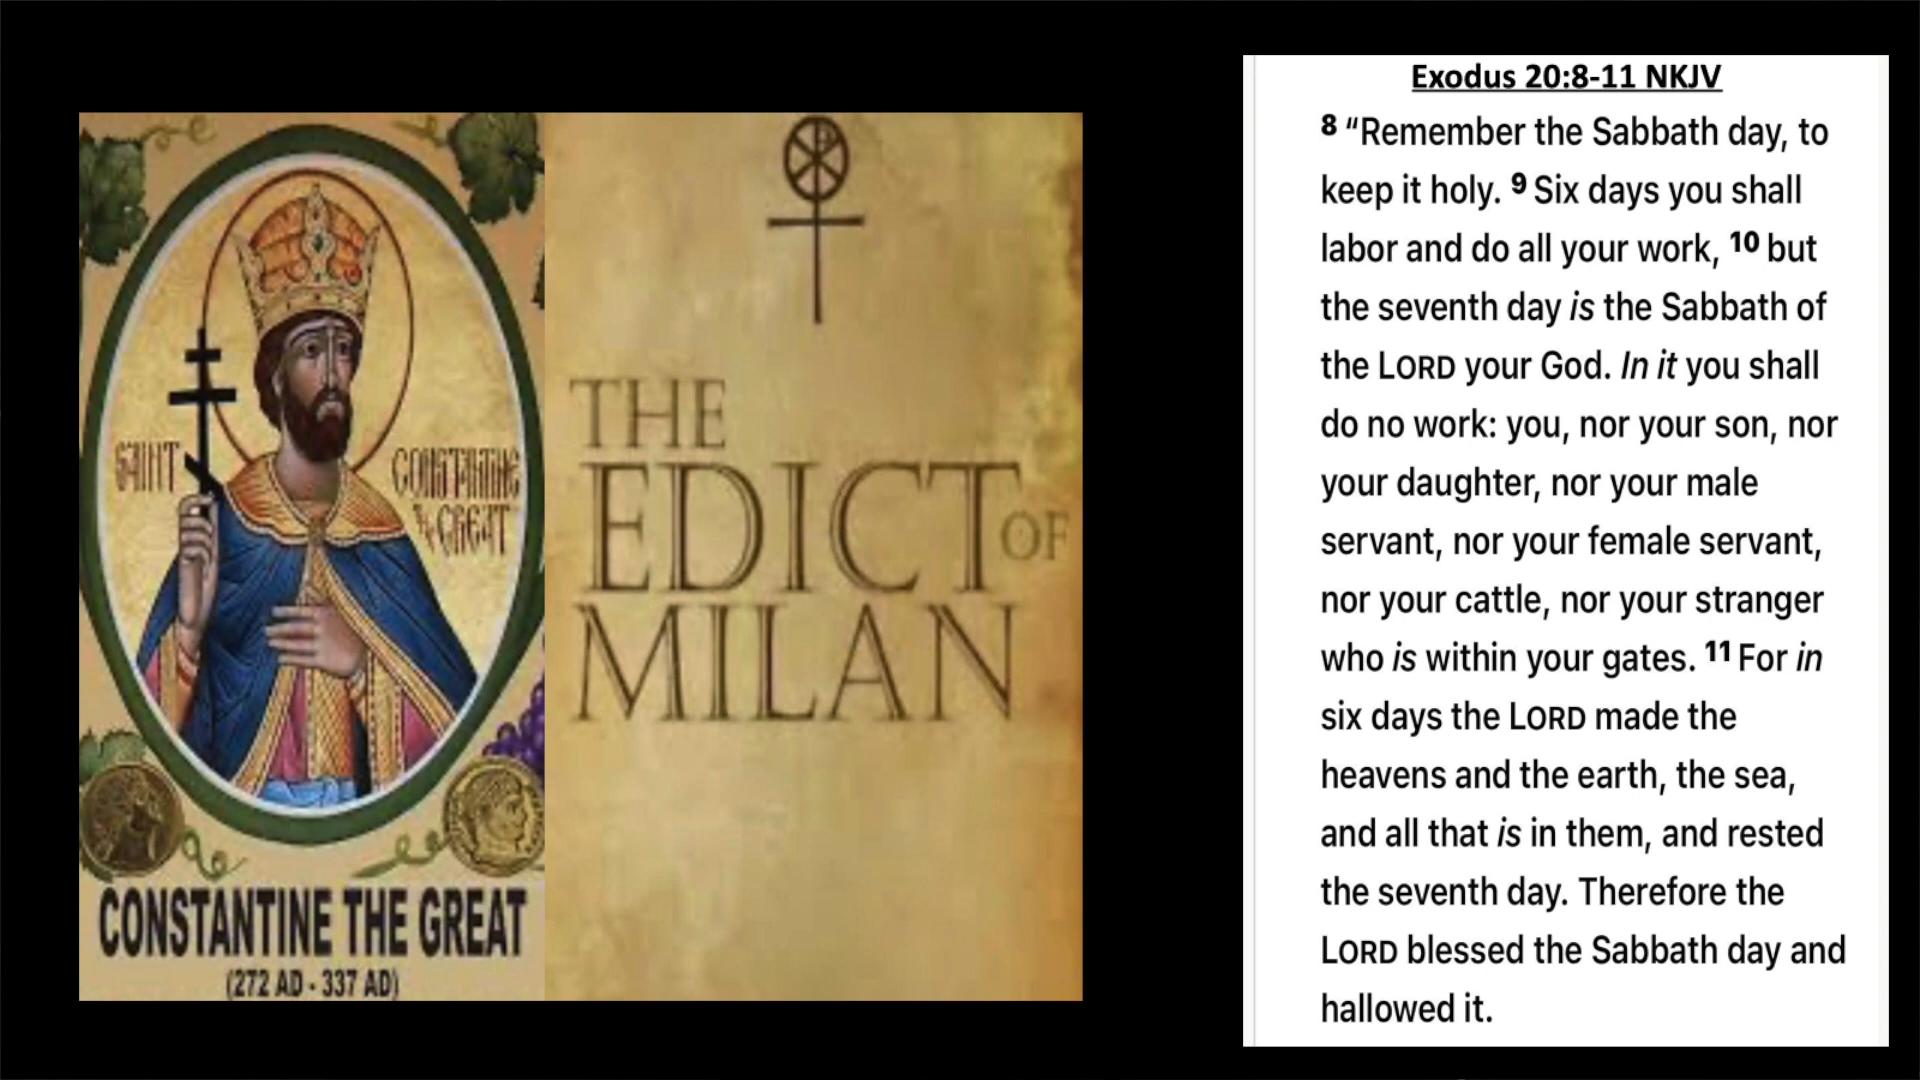 SAINT
CONSTANTINE
the GREAT
CONSTANTINE THE GREAT
(272 AD - 337 AD)
THE
EDICT OF
MILAN
Exodus 20:8-11 NKJV
8 “Remember the Sabbath day, to
keep it holy. 9 Six days you shall
labor and do all your work, 10 but
the seventh day is the Sabbath of
the LORD your God. In it you shall
do no work: you, nor your son, nor
your daughter, nor your male
servant, nor your female servant,
nor your cattle, nor your stranger
who is within your gates. 11 For in
six days the LORD made the
heavens and the earth, the sea,
and all that is in them, and rested
the seventh day. Therefore the
LORD blessed the Sabbath day and
hallowed it.